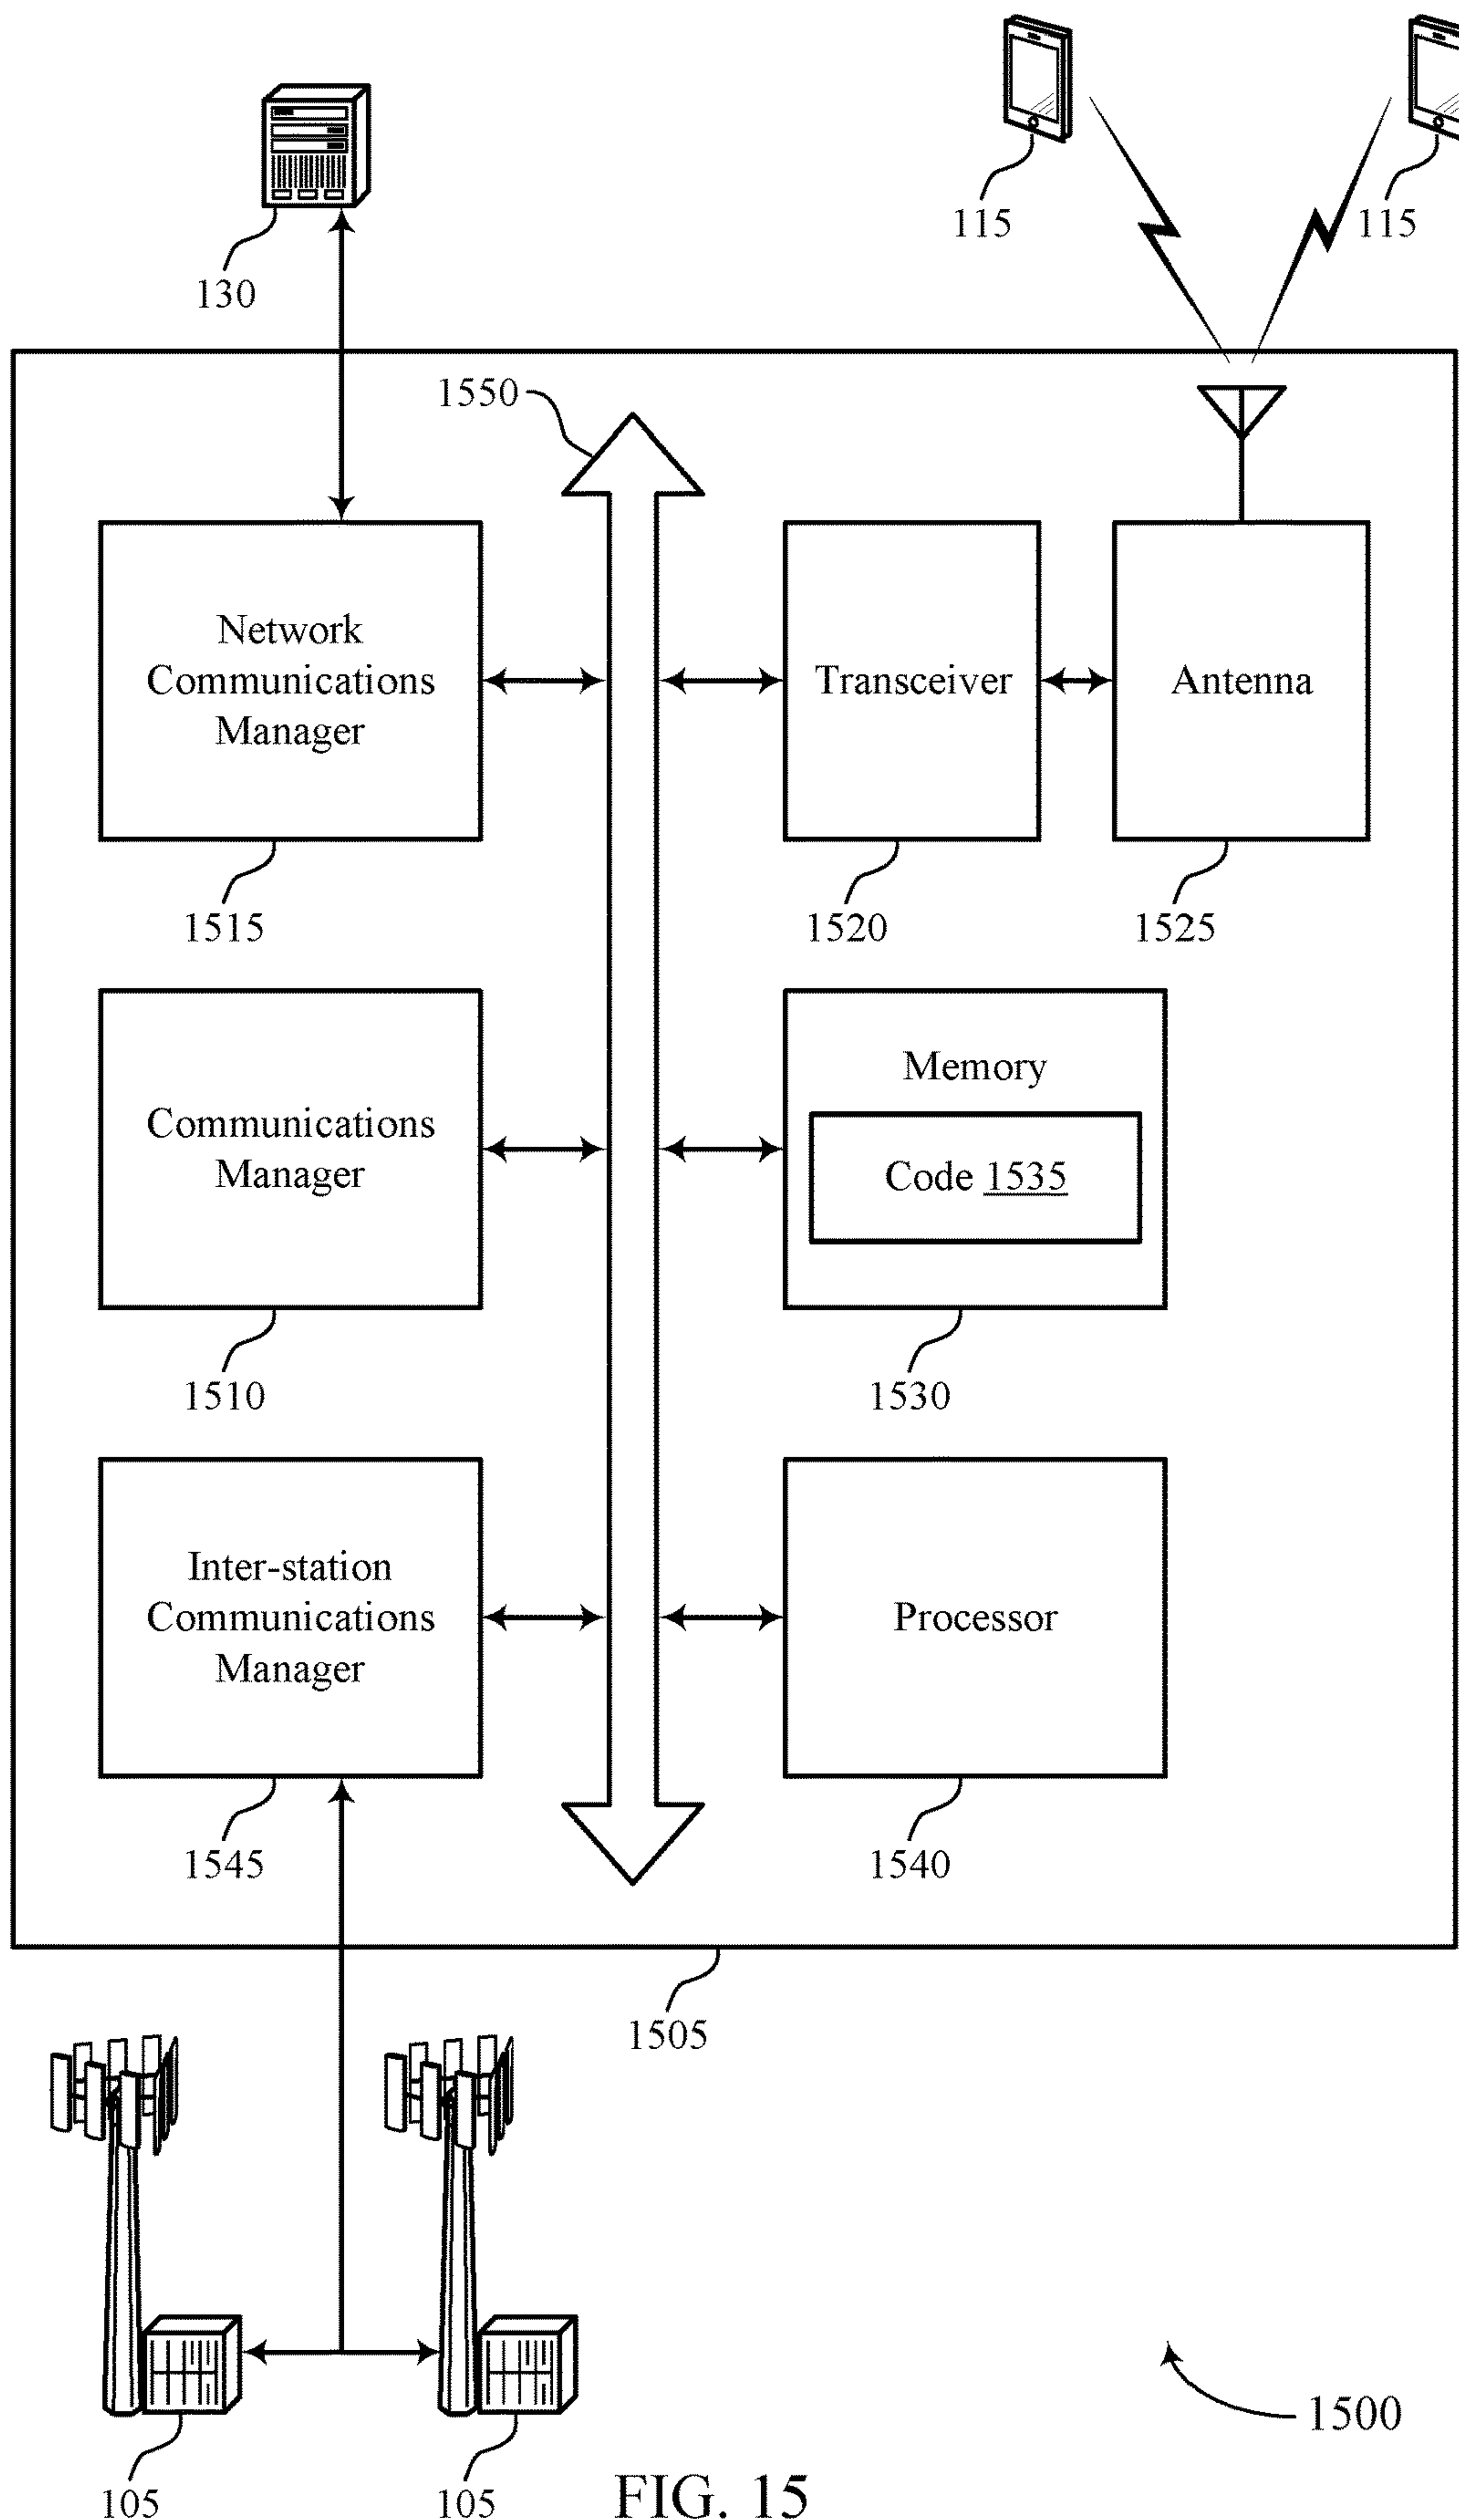 115
115
130
1550
Network
Communications
Manager
Transceiver
Antenna
1515
1520
1525
Communications
Manager
Memory
Code 1535
1510
1530
Inter-station
Communications
Manager
Processor
1545
1540
1505
1500
105
105
FIG. 15